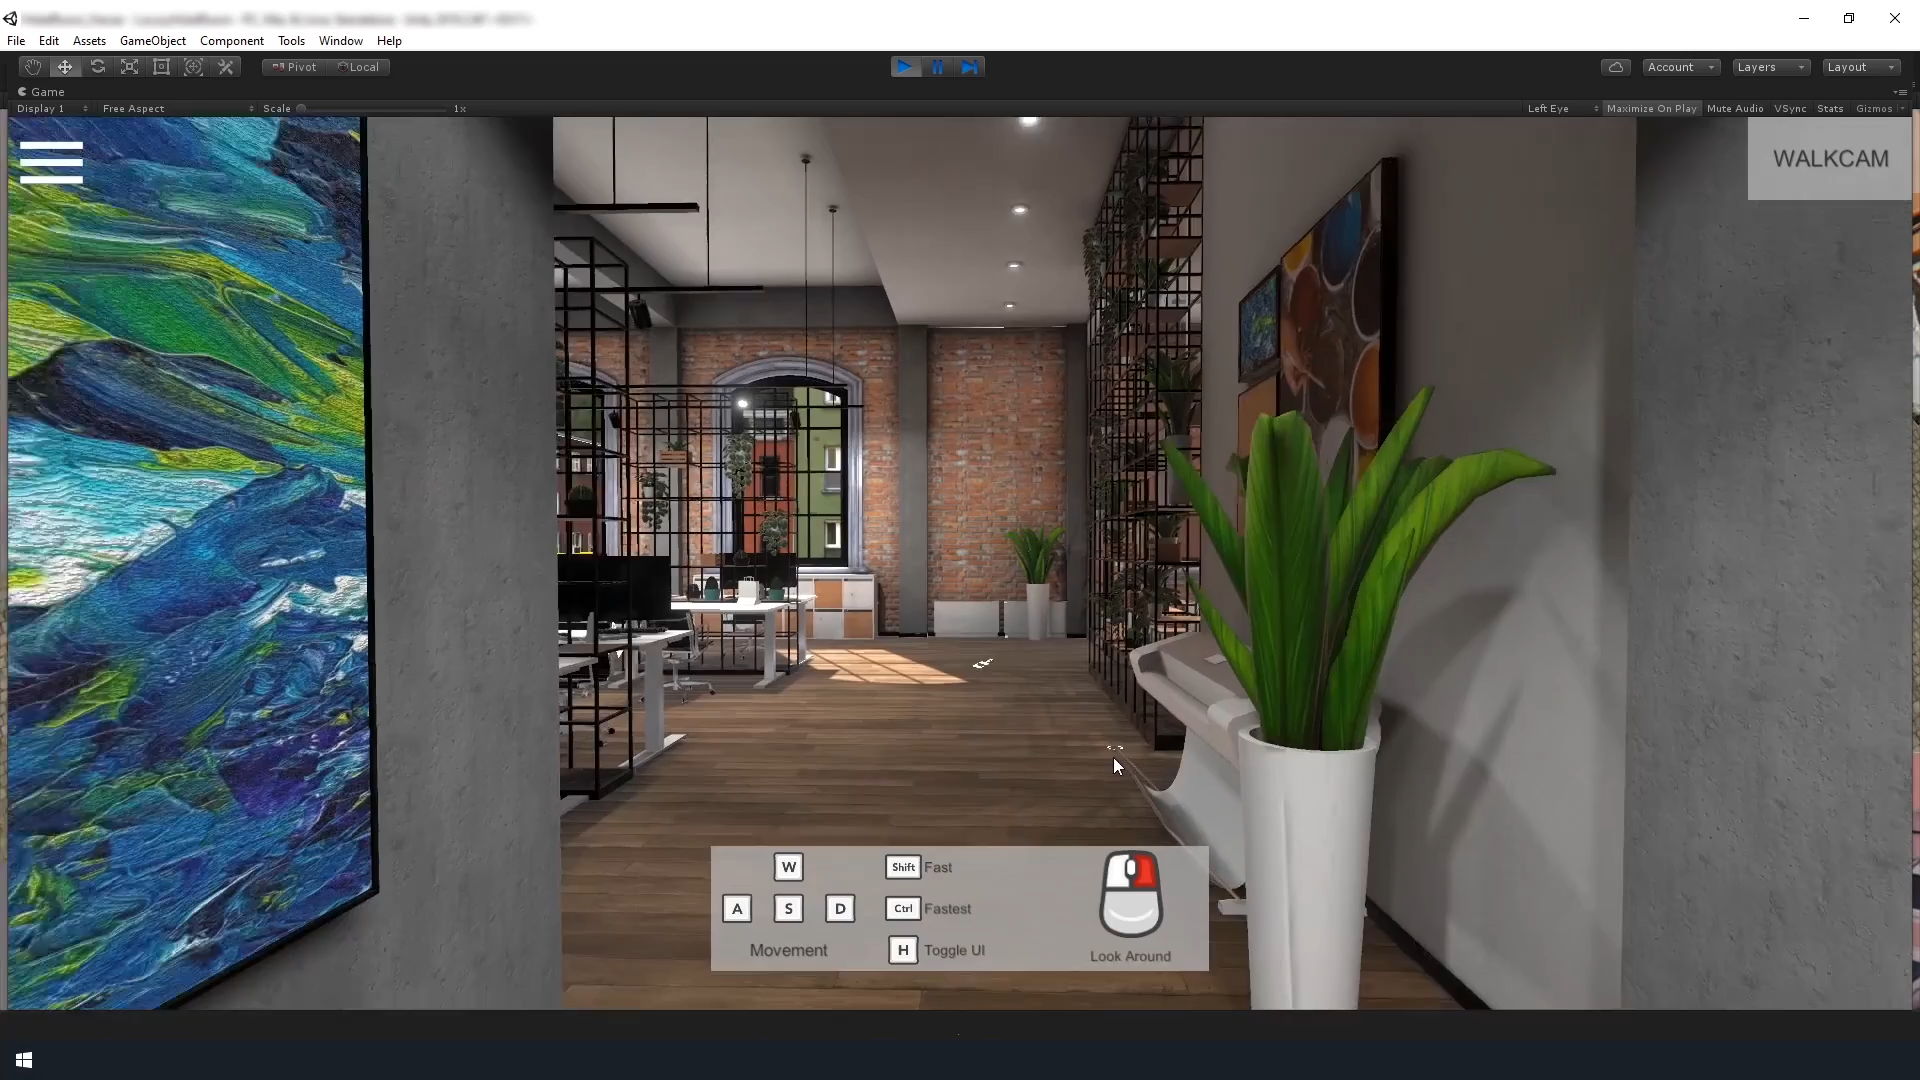 File Edit Assets GameObject Component Tools Window Help
Pivot Local Account Layers Layout
Game
Display 1 Free Aspect Scale 1x Left Eye Maximize On Play Mute Audio VSync Stats Gizmos
WALKCAM
W Shift Fast
A S D Ctrl Fastest
Movement H Toggle UI Look Around